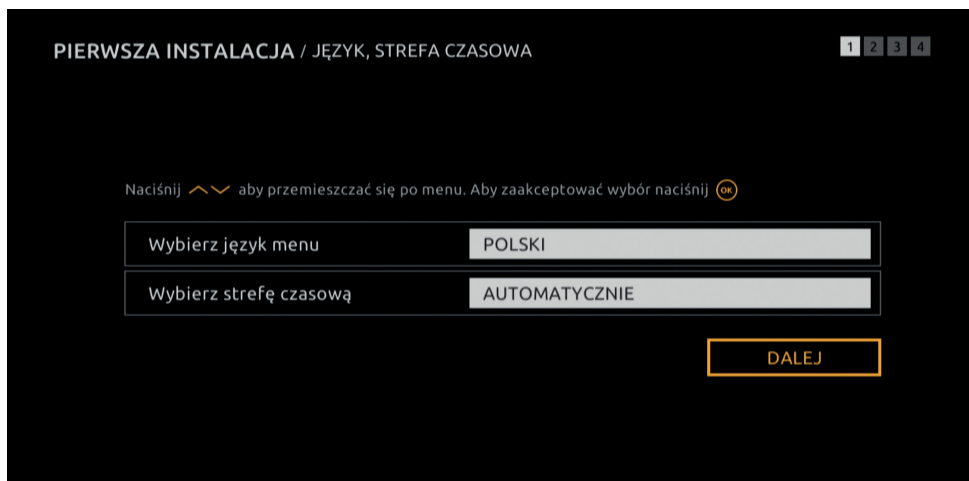 PIERWSZA INSTALACJA / JĘZYK, STREFA CZASOWA
1 2 3 4
Naciśnij aby przemieszczać się po menu. Aby zaakceptować wybór naciśnij OK
Wybierz język menu POLSKI
Wybierz strefę czasową AUTOMATYCZNIE
DALEJ